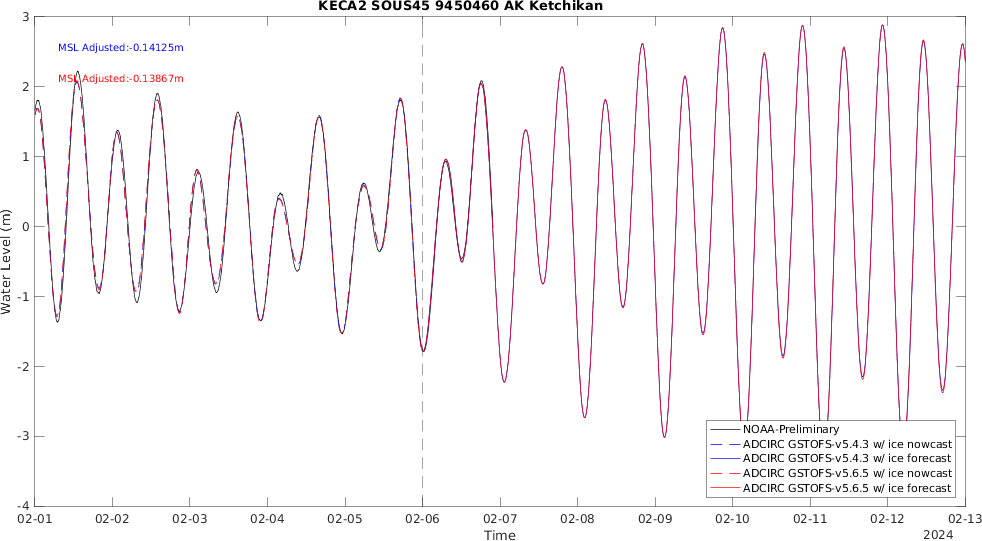 KECA2 SOUS45 9450460 AK Ketchikan
MSL Adjusted:-0.14125m
MSL Adjusted:-0.13867m
3
2
1
0
-1
-2
-3
-4
Water Level (m)
NOAA-Preliminary
ADCIRC GSTOFS-v5.4.3 w/ ice nowcast
ADCIRC GSTOFS-v5.4.3 w/ ice forecast
ADCIRC GSTOFS-v5.6.5 w/ ice nowcast
ADCIRC GSTOFS-v5.6.5 w/ ice forecast
02-01 02-02 02-03 02-04 02-05 02-06 02-07 02-08 02-09 02-10 02-11 02-12 02-13
Time
2024